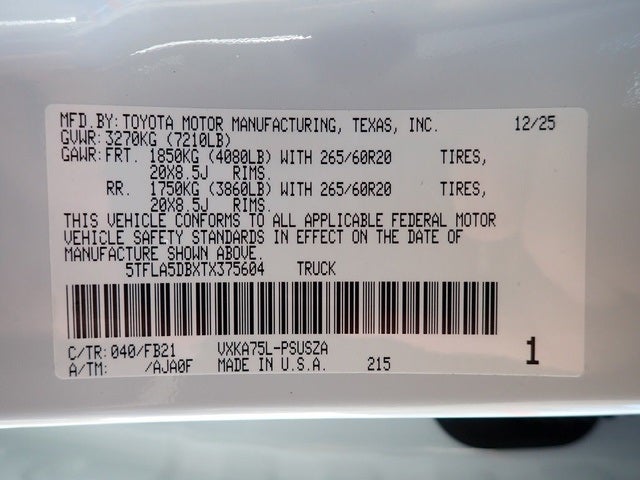 MFD.BY:TOYOTA MOTOR MANUFACTURING, TEXAS, INC. 12/25
GVWR:3270KG (7210LB)
GAWR:FRT. 1850KG (4080LB) WITH 265/60R20 TIRES,
20X8.5J RIMS.
RR. 1750KG (3860LB) WITH 265/60R20 TIRES,
20X8.5J RIMS.
THIS VEHICLE CONFORMS TO ALL APPLICABLE FEDERAL MOTOR
VEHICLE SAFETY STANDARDS IN EFFECT ON THE DATE OF
MANUFACTURE SHOWN ABOVE.
5TFLA5DBXTX375604 TRUCK
C/TR:040/FB21 VXKA75L-PSUSZA
A/TM: /AJA0F MADE IN U.S.A. 215 1